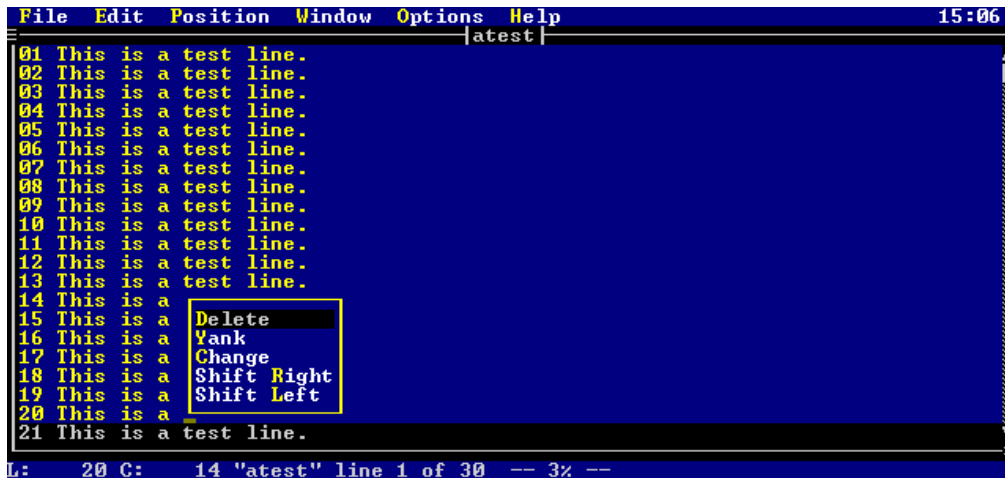 File Edit Position Window Options Help 15:06
atest
01 This is a test line.
02 This is a test line.
03 This is a test line.
04 This is a test line.
05 This is a test line.
06 This is a test line.
07 This is a test line.
08 This is a test line.
09 This is a test line.
10 This is a test line.
11 This is a test line.
12 This is a test line.
13 This is a test line.
14 This is a
15 This is a Delete
16 This is a Yank
17 This is a Change
18 This is a Shift Right
19 This is a Shift Left
20 This is a
21 This is a test line.
L: 20 C: 14 "atest" line 1 of 30 -- 3% --